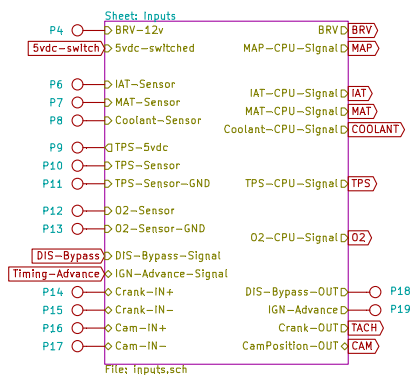 Sheet: inputs
P4 BRV-12v BRV BRV
5vdc-switch 5vdc-switched MAP-CPU-Signal MAP
P6 IAT-Sensor IAT-CPU-Signal IAT
P7 MAT-Sensor MAT-CPU-Signal MAT
P8 Coolant-Sensor Coolant-CPU-Signal COOLANT
P9 TPS-5vdc
P10 TPS-Sensor
P11 TPS-Sensor-GND TPS-CPU-Signal TPS
P12 O2-Sensor
P13 O2-Sensor-GND
O2-CPU-Signal O2
DIS-Bypass DIS-Bypass-Signal
Timing-Advance IGN-Advance-Signal
P14 Crank-IN+ DIS-Bypass-OUT P18
P15 Crank-IN- IGN-Advance P19
P16 Cam-IN+ Crank-OUT TACH
P17 Cam-IN- CamPosition-OUT CAM
File: inputs.sch